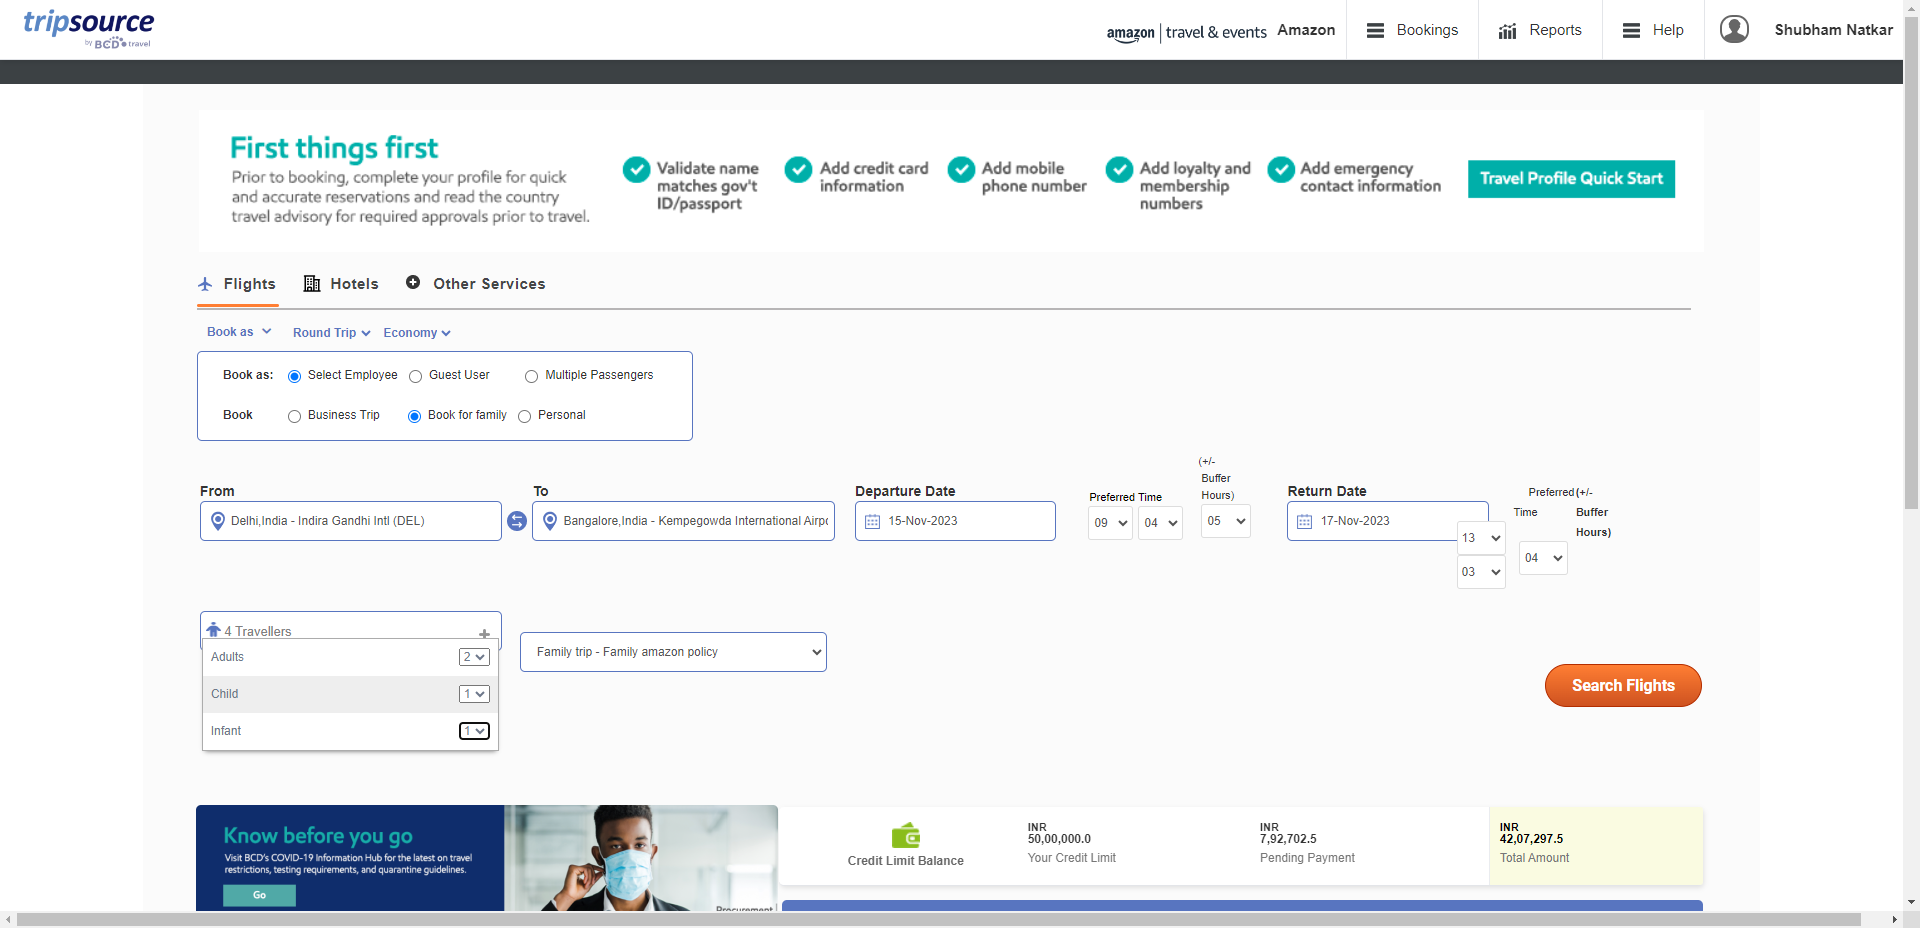 tripsource
by BCD travel
amazon | travel & events Amazon
Bookings
Reports
Help
Shubham Natkar
First things first
Prior to booking, complete your profile for quick
and accurate reservations and read the country
travel advisory for required approvals prior to travel.
Validate name
matches gov't
ID/passport
Add credit card
information
Add mobile
phone number
Add loyalty and
membership
numbers
Add emergency
contact information
Travel Profile Quick Start
Flights
Hotels
Other Services
Book as
Round Trip
Economy
Book as: Select Employee Guest User Multiple Passengers
Book Business Trip Book for family Personal
From
Delhi,India - Indira Gandhi Intl (DEL)
To
Bangalore,India - Kempegowda International Airpo
Departure Date
15-Nov-2023
Preferred Time
09 04
(+/-
Buffer
Hours)
05
Return Date
17-Nov-2023
Preferred
Time
13
03
(+/-
Buffer
Hours)
04
4 Travellers +
Adults 2
Child 1
Infant 1
Family trip - Family amazon policy
Search Flights
Know before you go
Visit BCD's COVID-19 Information Hub for the latest on travel
restrictions, testing requirements, and quarantine guidelines.
Go
Procurement
Credit Limit Balance
INR
50,00,000.0
Your Credit Limit
INR
7,92,702.5
Pending Payment
INR
42,07,297.5
Total Amount